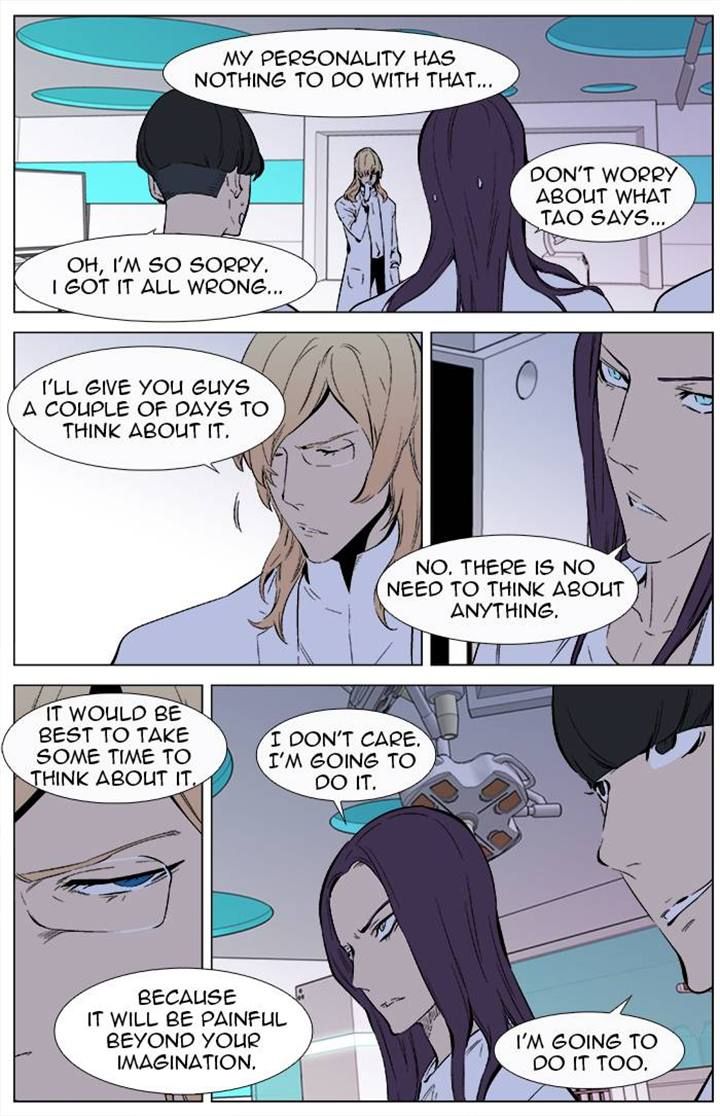 MY PERSONALITY HAS
NOTHING TO DO WITH THAT...
DON'T WORRY
ABOUT WHAT
TAO SAYS...
OH, I'M SO SORRY.
I GOT IT ALL WRONG...
I'LL GIVE YOU GUYS
A COUPLE OF DAYS TO
THINK ABOUT IT.
NO. THERE IS NO
NEED TO THINK ABOUT
ANYTHING.
IT WOULD BE
BEST TO TAKE
SOME TIME TO
THINK ABOUT IT.
I DON'T CARE.
I'M GOING TO
DO IT.
BECAUSE
IT WILL BE PAINFUL
BEYOND YOUR
IMAGINATION.
I'M GOING TO
DO IT TOO.